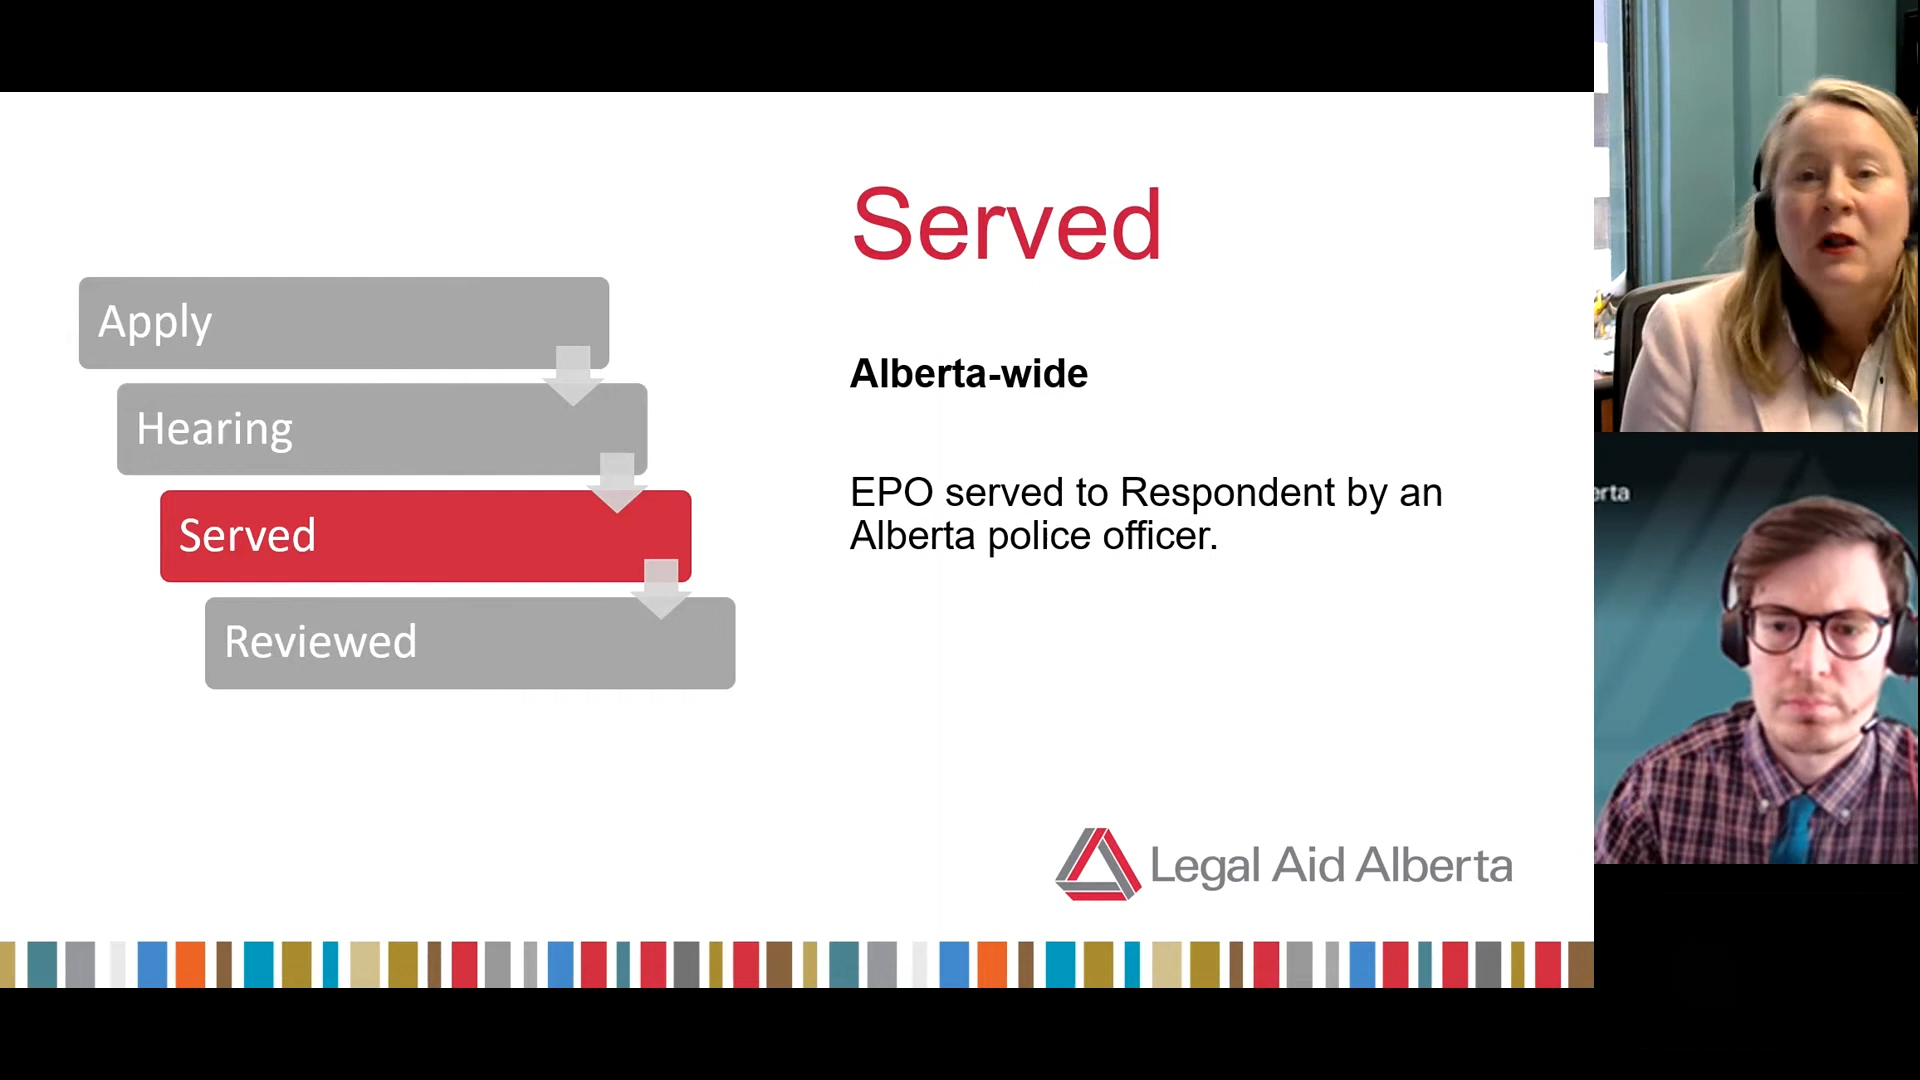 Served
Apply
Hearing
Served
Reviewed
Alberta-wide
EPO served to Respondent by an
Alberta police officer.
Legal Aid Alberta
erta